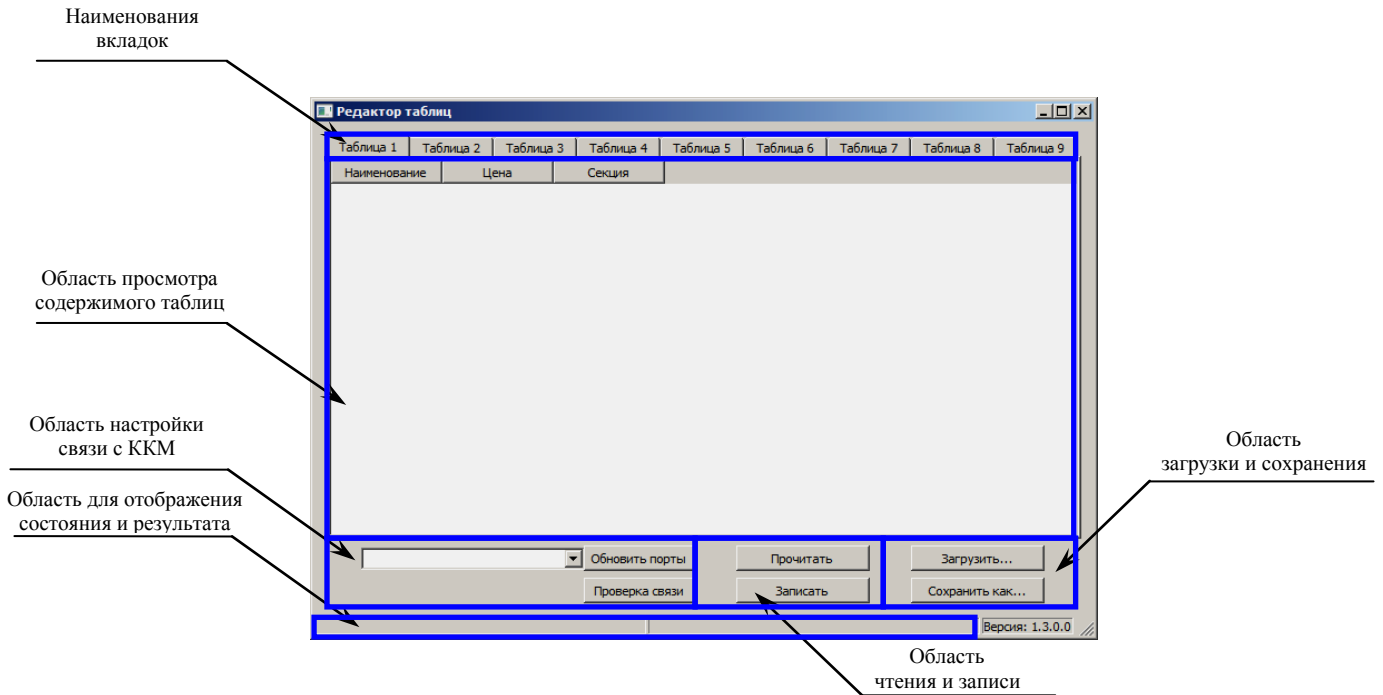 Наименования
вкладок
Редактор таблиц
Таблица 1 Таблица 2 Таблица 3 Таблица 4 Таблица 5 Таблица 6 Таблица 7 Таблица 8 Таблица 9
Наименование Цена Секция
Область просмотра
содержимого таблиц
Область настройки
связи с ККМ
Область
загрузки и сохранения
Область для отображения
состояния и результата
Обновить порты Прочитать Загрузить...
Проверка связи Записать Сохранить как...
Версия: 1.3.0.0
Область
чтения и записи